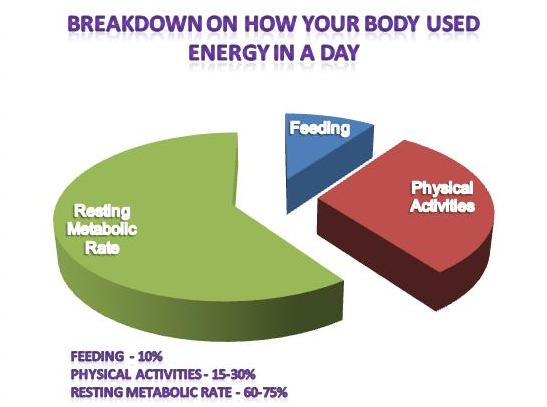 BREAKDOWN ON HOW YOUR BODY USED
ENERGY IN A DAY
Feeding
Physical
Activities
Resting
Metabolic
Rate
FEEDING - 10%
PHYSICAL ACTIVITIES - 15-30%
RESTING METABOLIC RATE - 60-75%